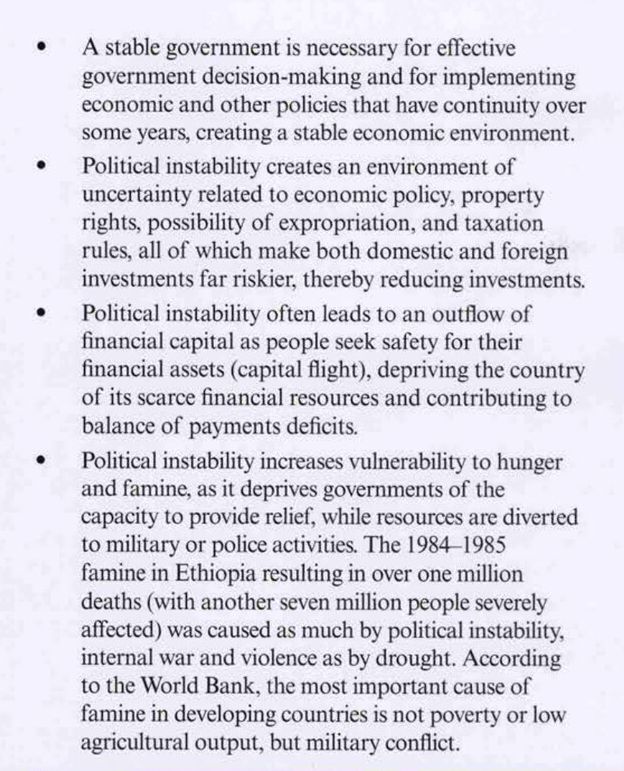 • A stable government is necessary for effective
government decision-making and for implementing
economic and other policies that have continuity over
some years, creating a stable economic environment.
• Political instability creates an environment of
uncertainty related to economic policy, property
rights, possibility of expropriation, and taxation
rules, all of which make both domestic and foreign
investments far riskier, thereby reducing investments.
• Political instability often leads to an outflow of
financial capital as people seek safety for their
financial assets (capital flight), depriving the country
of its scarce financial resources and contributing to
balance of payments deficits.
• Political instability increases vulnerability to hunger
and famine, as it deprives governments of the
capacity to provide relief, while resources are diverted
to military or police activities. The 1984–1985
famine in Ethiopia resulting in over one million
deaths (with another seven million people severely
affected) was caused as much by political instability,
internal war and violence as by drought. According
to the World Bank, the most important cause of
famine in developing countries is not poverty or low
agricultural output, but military conflict.